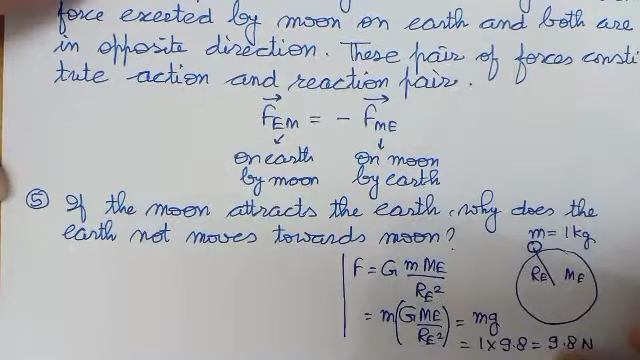 force exerted by moon on earth and both are
in opposite direction. These pair of forces consti
tute action and reaction pair.
F⃗EM = - F⃗ME
↓ ↓
on earth on moon
by moon by earth
⑤ If the moon attracts the earth, why does the
earth not moves towards moon?
m = 1kg
F = G m ME / RE²
RE ME
= m(G ME / RE²) = mg
= 1 × 9.8 = 9.8 N